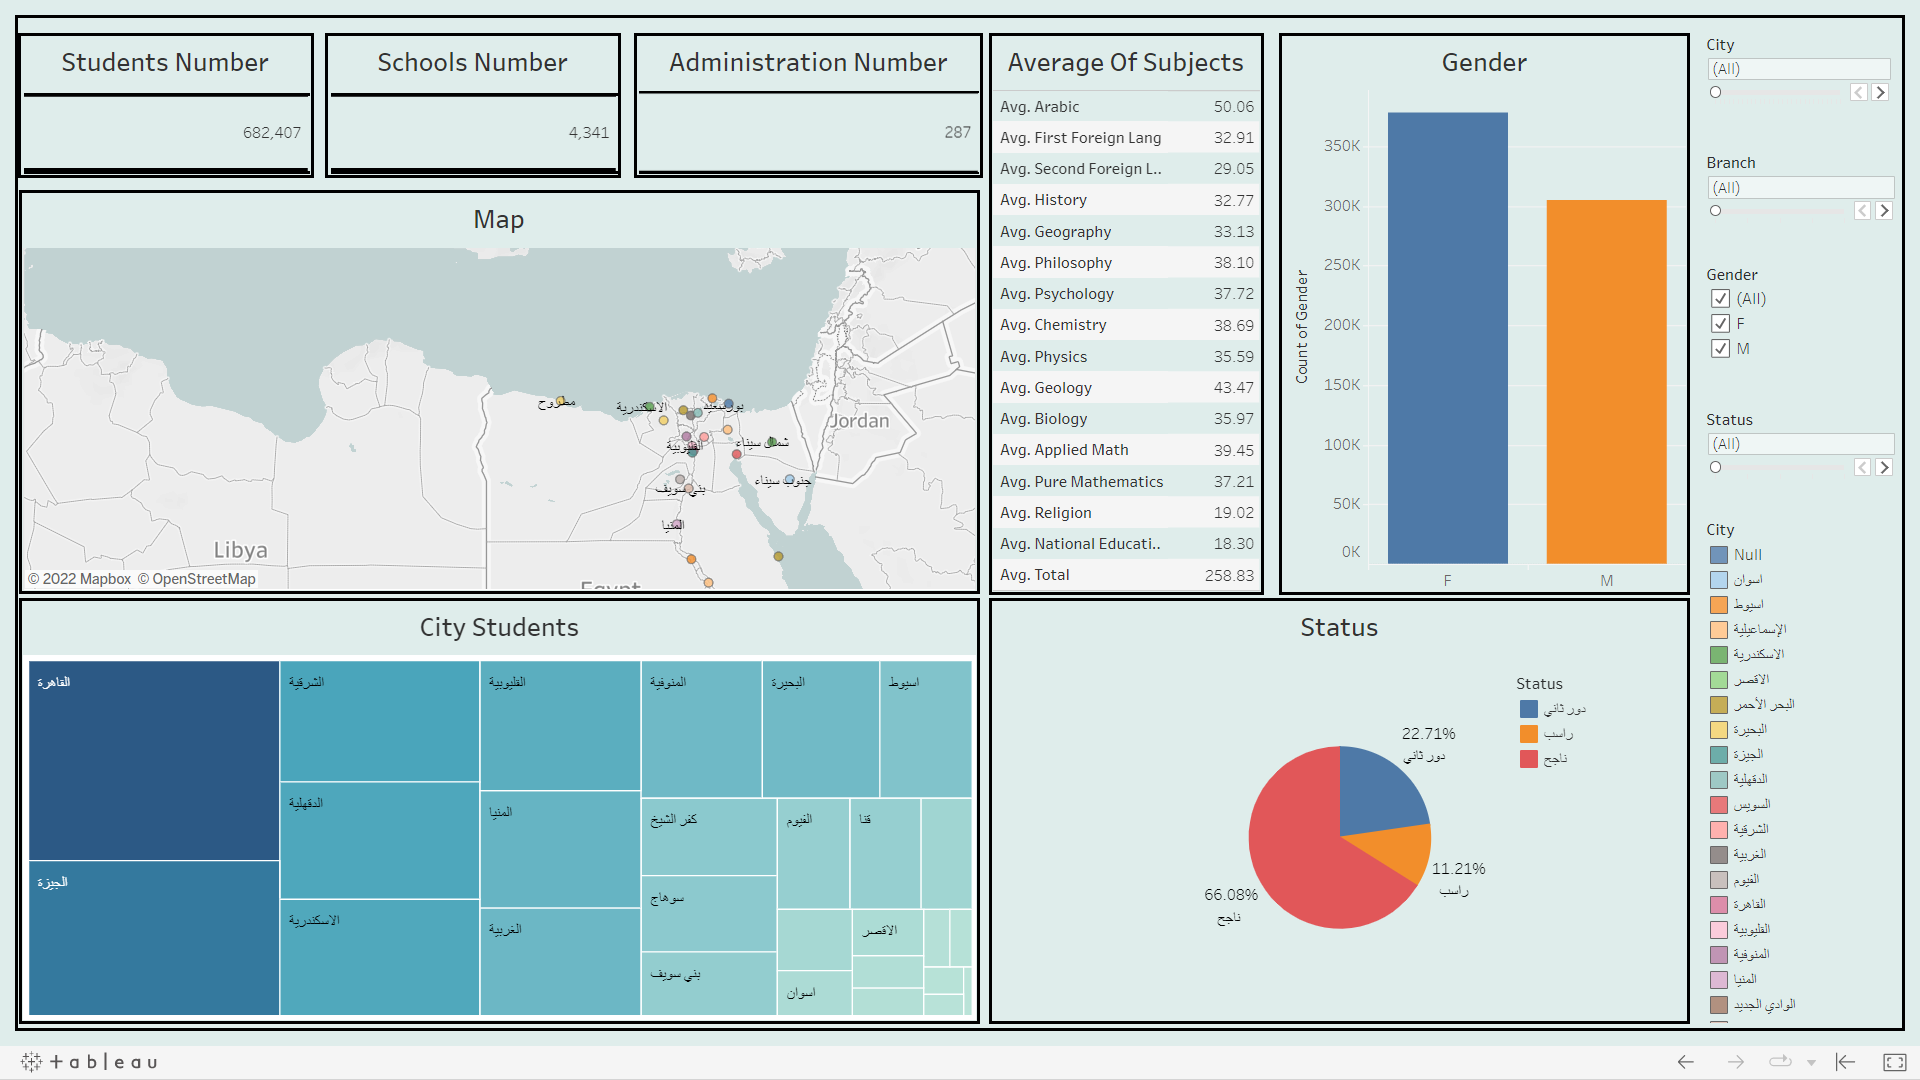 Students Number
682,407
Schools Number
4,341
Administration Number
287
Average Of Subjects
Avg. Arabic 50.06
Avg. First Foreign Lang 32.91
Avg. Second Foreign L.. 29.05
Avg. History 32.77
Avg. Geography 33.13
Avg. Philosophy 38.10
Avg. Psychology 37.72
Avg. Chemistry 38.69
Avg. Physics 35.59
Avg. Geology 43.47
Avg. Biology 35.97
Avg. Applied Math 39.45
Avg. Pure Mathematics 37.21
Avg. Religion 19.02
Avg. National Educati.. 18.30
Avg. Total 258.83
Gender
Count of Gender
350K
300K
250K
200K
150K
100K
50K
0K
F
M
City
(All)
Branch
(All)
Gender
(All)
F
M
Status
(All)
City
Null
اسوان
اسيوط
الإسماعيلية
الاسكندرية
الاقصر
البحر الأحمر
البحيرة
الجيزة
الدقهلية
السويس
الشرقية
الغربية
الفيوم
القاهرة
القليوبية
المنوفية
المنيا
الوادي الجديد
Map
مطروح
الاسكندرية
بورسعيد
القليوبية
شمال سيناء
جنوب سيناء
بني سويف
المنيا
Jordan
Libya
Egypt
© 2022 Mapbox © OpenStreetMap
City Students
القاهرة
الجيزة
الشرقية
الدقهلية
الاسكندرية
القليوبية
المنيا
الغربية
المنوفية
البحيرة
اسيوط
كفر الشيخ
سوهاج
بني سويف
الفيوم
قنا
الاقصر
اسوان
Status
Status
دور ثاني
راسب
ناجح
22.71%
دور ثاني
11.21%
راسب
66.08%
ناجح
+ a b l e a u